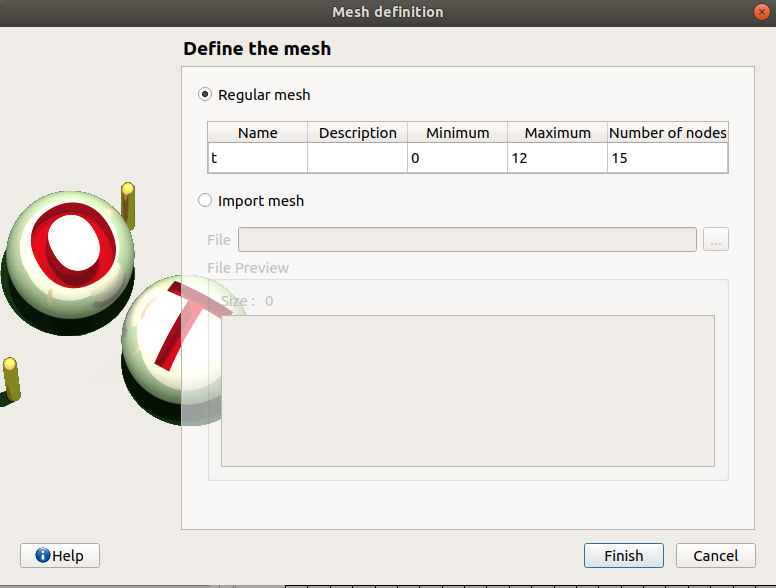 Mesh definition
Define the mesh
Regular mesh
Name Description Minimum Maximum Number of nodes
t 0 12 15
Import mesh
File ...
File Preview
Size : 0
O
T
Help Finish Cancel